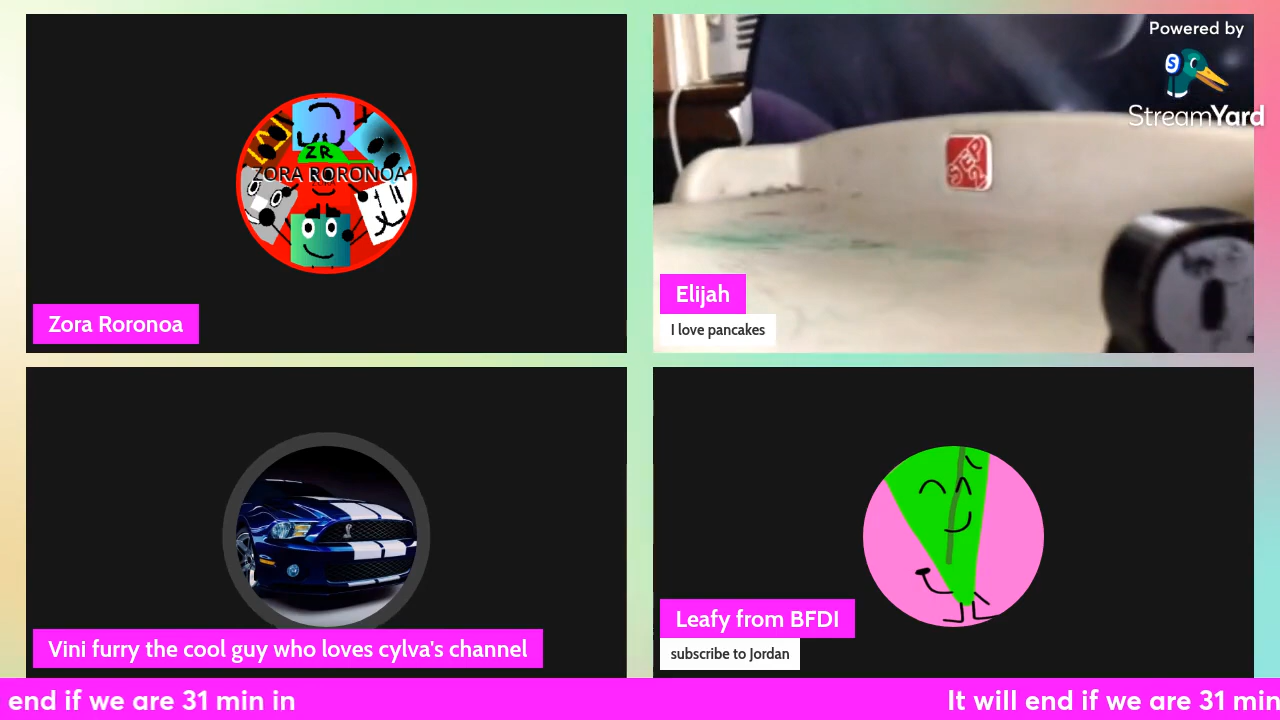 Powered by
StreamYard
ZR
ZORA RORONOA
Zora Roronoa
STEP
2
Elijah
I love pancakes
Vini furry the cool guy who loves cylva's channel
Leafy from BFDI
subscribe to Jordan
end if we are 31 min in
It will end if we are 31 min